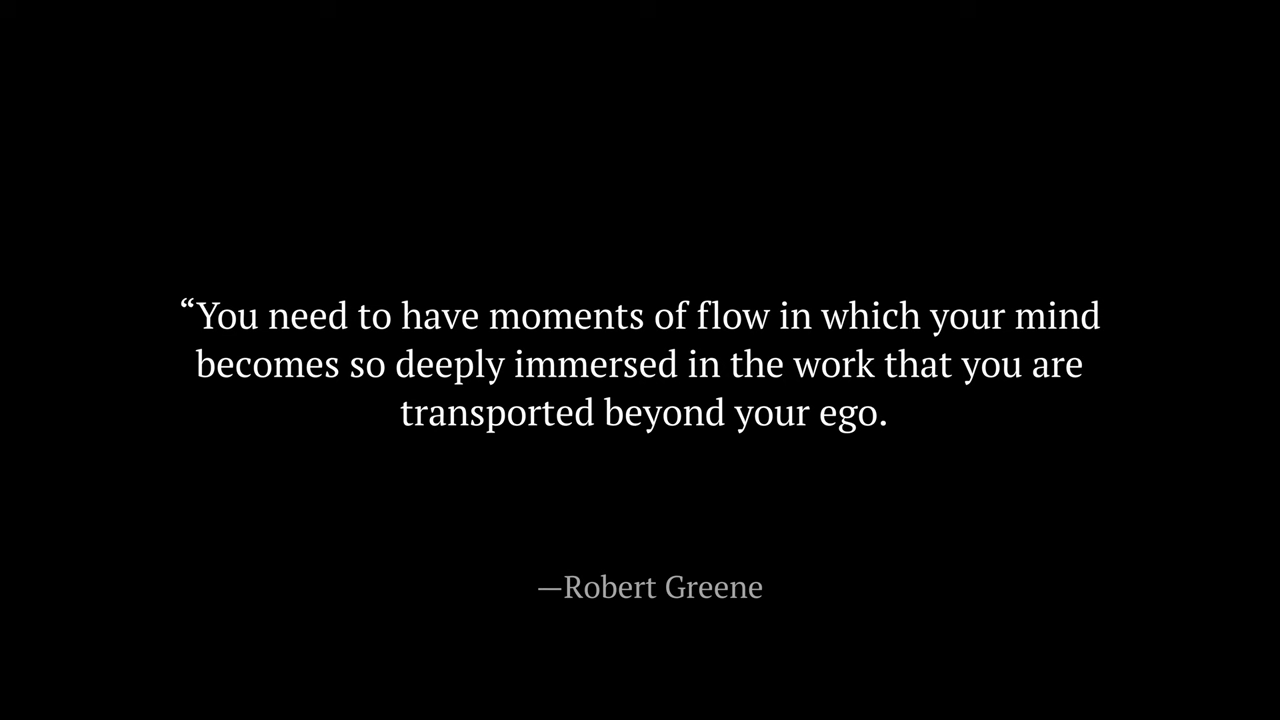 “You need to have moments of flow in which your mind
becomes so deeply immersed in the work that you are
transported beyond your ego.
—Robert Greene